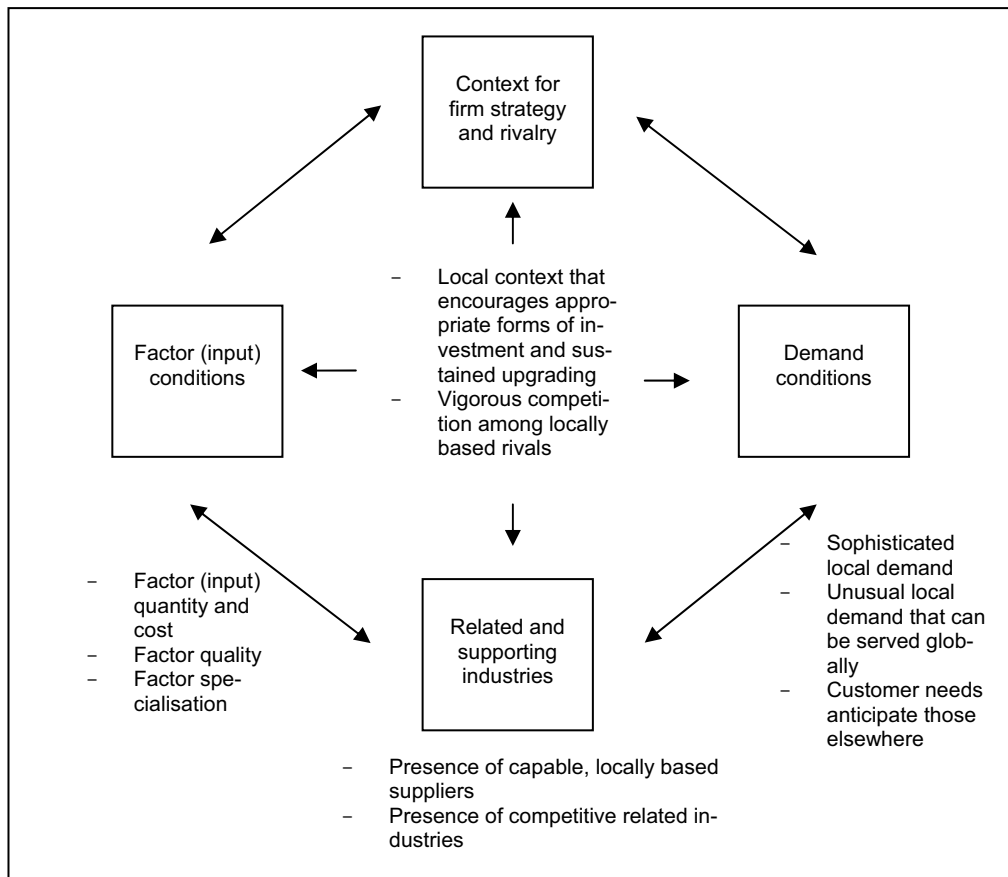 Context for
firm strategy
and rivalry
– Local context that
encourages appro-
priate forms of in-
vestment and sus-
tained upgrading
– Vigorous competi-
tion among locally
based rivals
Factor (input)
conditions
Demand
conditions
– Factor (input)
quantity and
cost
– Factor quality
– Factor spe-
cialisation
Related and
supporting
industries
– Sophisticated
local demand
– Unusual local
demand that can
be served glob-
ally
– Customer needs
anticipate those
elsewhere
– Presence of capable, locally based
suppliers
– Presence of competitive related in-
dustries